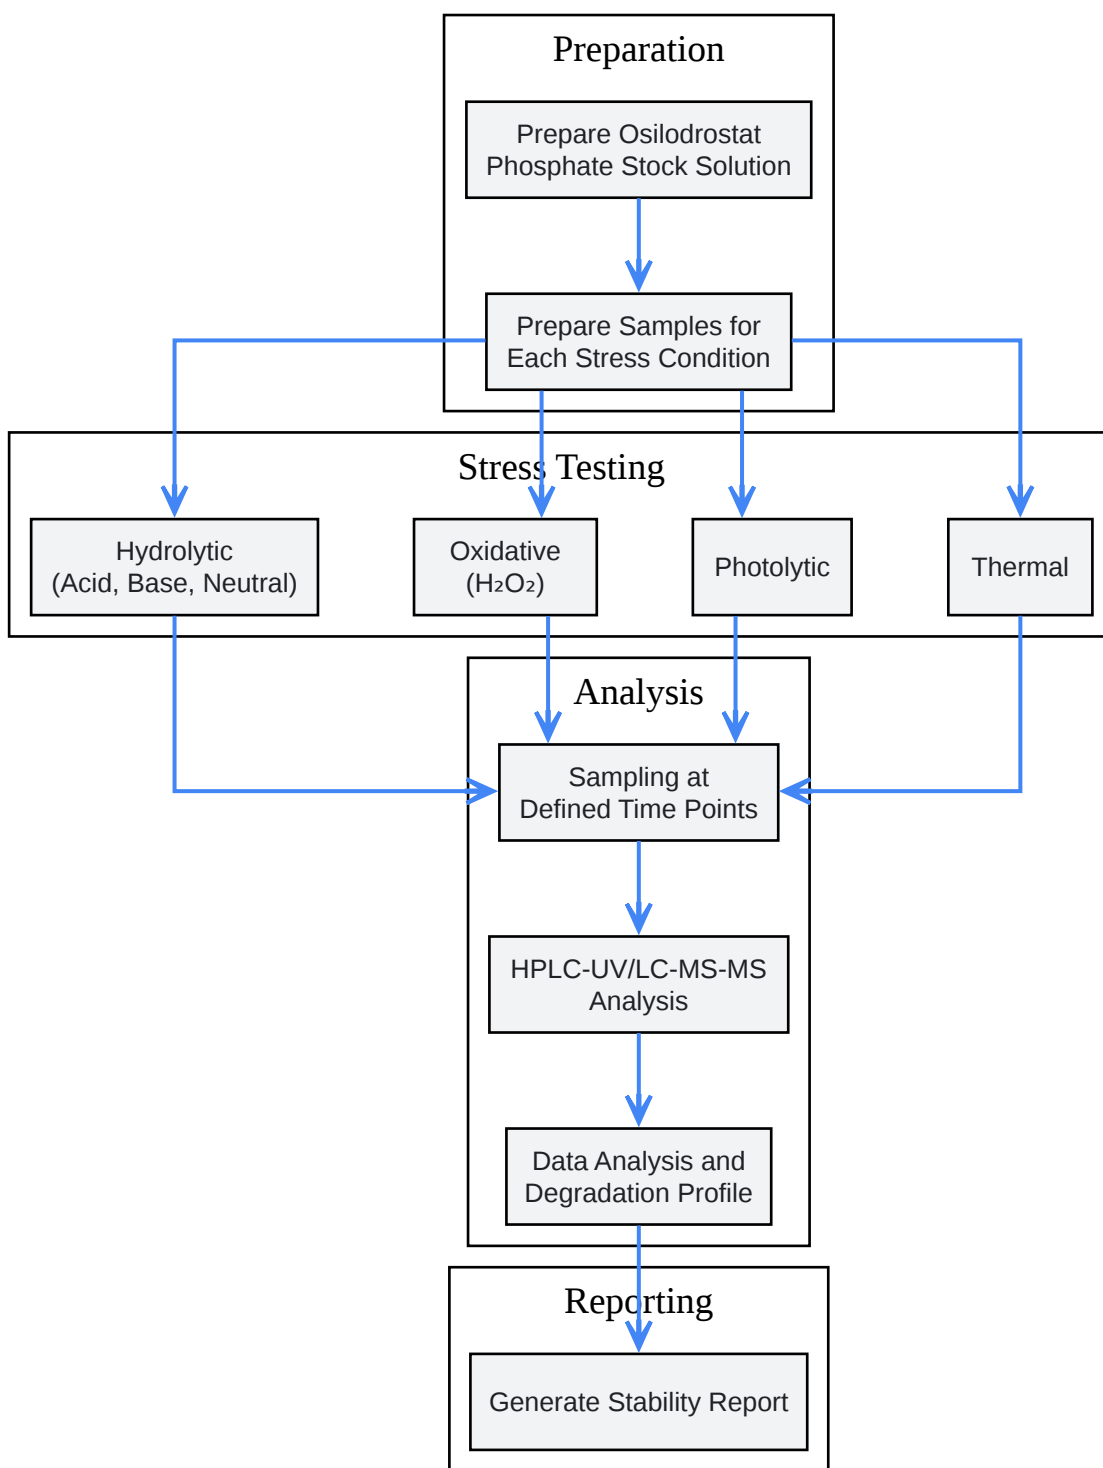 Preparation
Prepare Osilodrostat
Phosphate Stock Solution
Prepare Samples for
Each Stress Condition
Stress Testing
Hydrolytic
(Acid, Base, Neutral)
Oxidative
(H₂O₂)
Photolytic
Thermal
Analysis
Sampling at
Defined Time Points
HPLC-UV/LC-MS-MS
Analysis
Data Analysis and
Degradation Profile
Reporting
Generate Stability Report